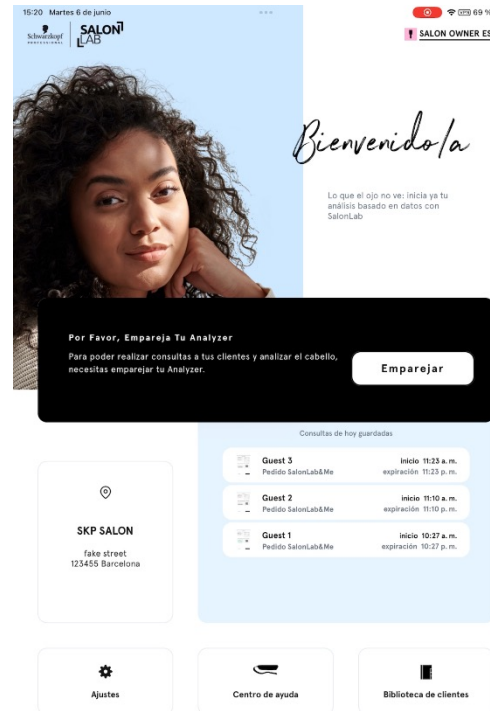 15:20 Martes 6 de junio
69 %
Schwarzkopf
PROFESSIONAL
SALON
LAB
SALON OWNER ES
Bienvenido/a
Lo que el ojo no ve: inicia ya tu
análisis basado en datos con
SalonLab
Por Favor, Empareja Tu Analyzer
Para poder realizar consultas a tus clientes y analizar el cabello,
necesitas emparejar tu Analyzer.
Emparejar
Consultas de hoy guardadas
Guest 3 inicio 11:23 a. m.
Pedido SalonLab&Me expiración 11:23 p. m.
Guest 2 inicio 11:10 a. m.
Pedido SalonLab&Me expiración 11:10 p. m.
Guest 1 inicio 10:27 a. m.
Pedido SalonLab&Me expiración 10:27 p. m.
SKP SALON
fake street
123455 Barcelona
Ajustes
Centro de ayuda
Biblioteca de clientes